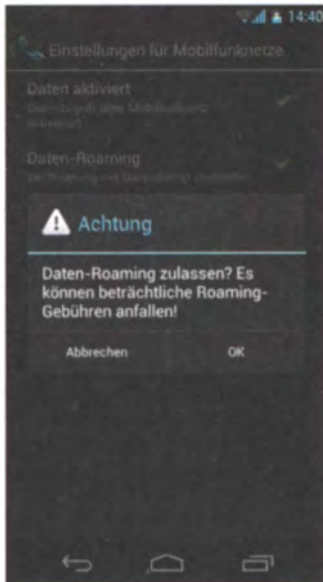 14:40
Einstellungen für Mobilfunknetze
Daten aktiviert
Daten-Roaming
Achtung
Daten-Roaming zulassen? Es
können beträchtliche Roaming-
Gebühren anfallen!
Abbrechen OK